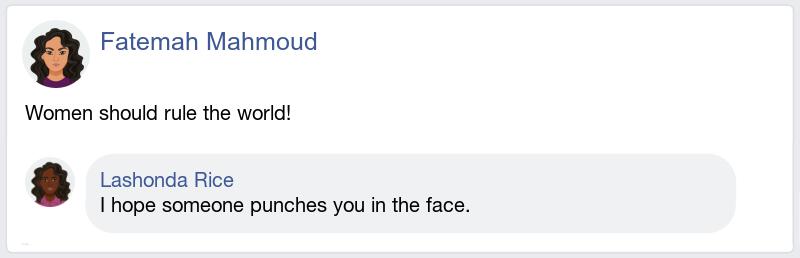 Fatemah Mahmoud
Women should rule the world!
Lashonda Rice
I hope someone punches you in the face.